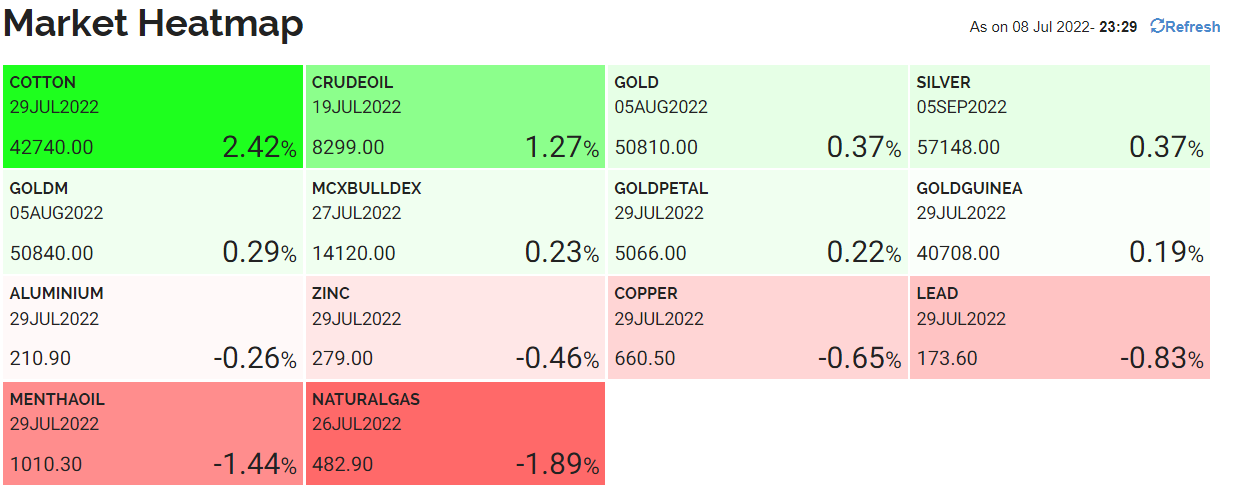 Market Heatmap
As on 08 Jul 2022- 23:29 Refresh
COTTON
29JUL2022
42740.00 2.42%
CRUDEOIL
19JUL2022
8299.00 1.27%
GOLD
05AUG2022
50810.00 0.37%
SILVER
05SEP2022
57148.00 0.37%
GOLDM
05AUG2022
50840.00 0.29%
MCXBULLDEX
27JUL2022
14120.00 0.23%
GOLDPETAL
29JUL2022
5066.00 0.22%
GOLDGUINEA
29JUL2022
40708.00 0.19%
ALUMINIUM
29JUL2022
210.90 -0.26%
ZINC
29JUL2022
279.00 -0.46%
COPPER
29JUL2022
660.50 -0.65%
LEAD
29JUL2022
173.60 -0.83%
MENTHAOIL
29JUL2022
1010.30 -1.44%
NATURALGAS
26JUL2022
482.90 -1.89%